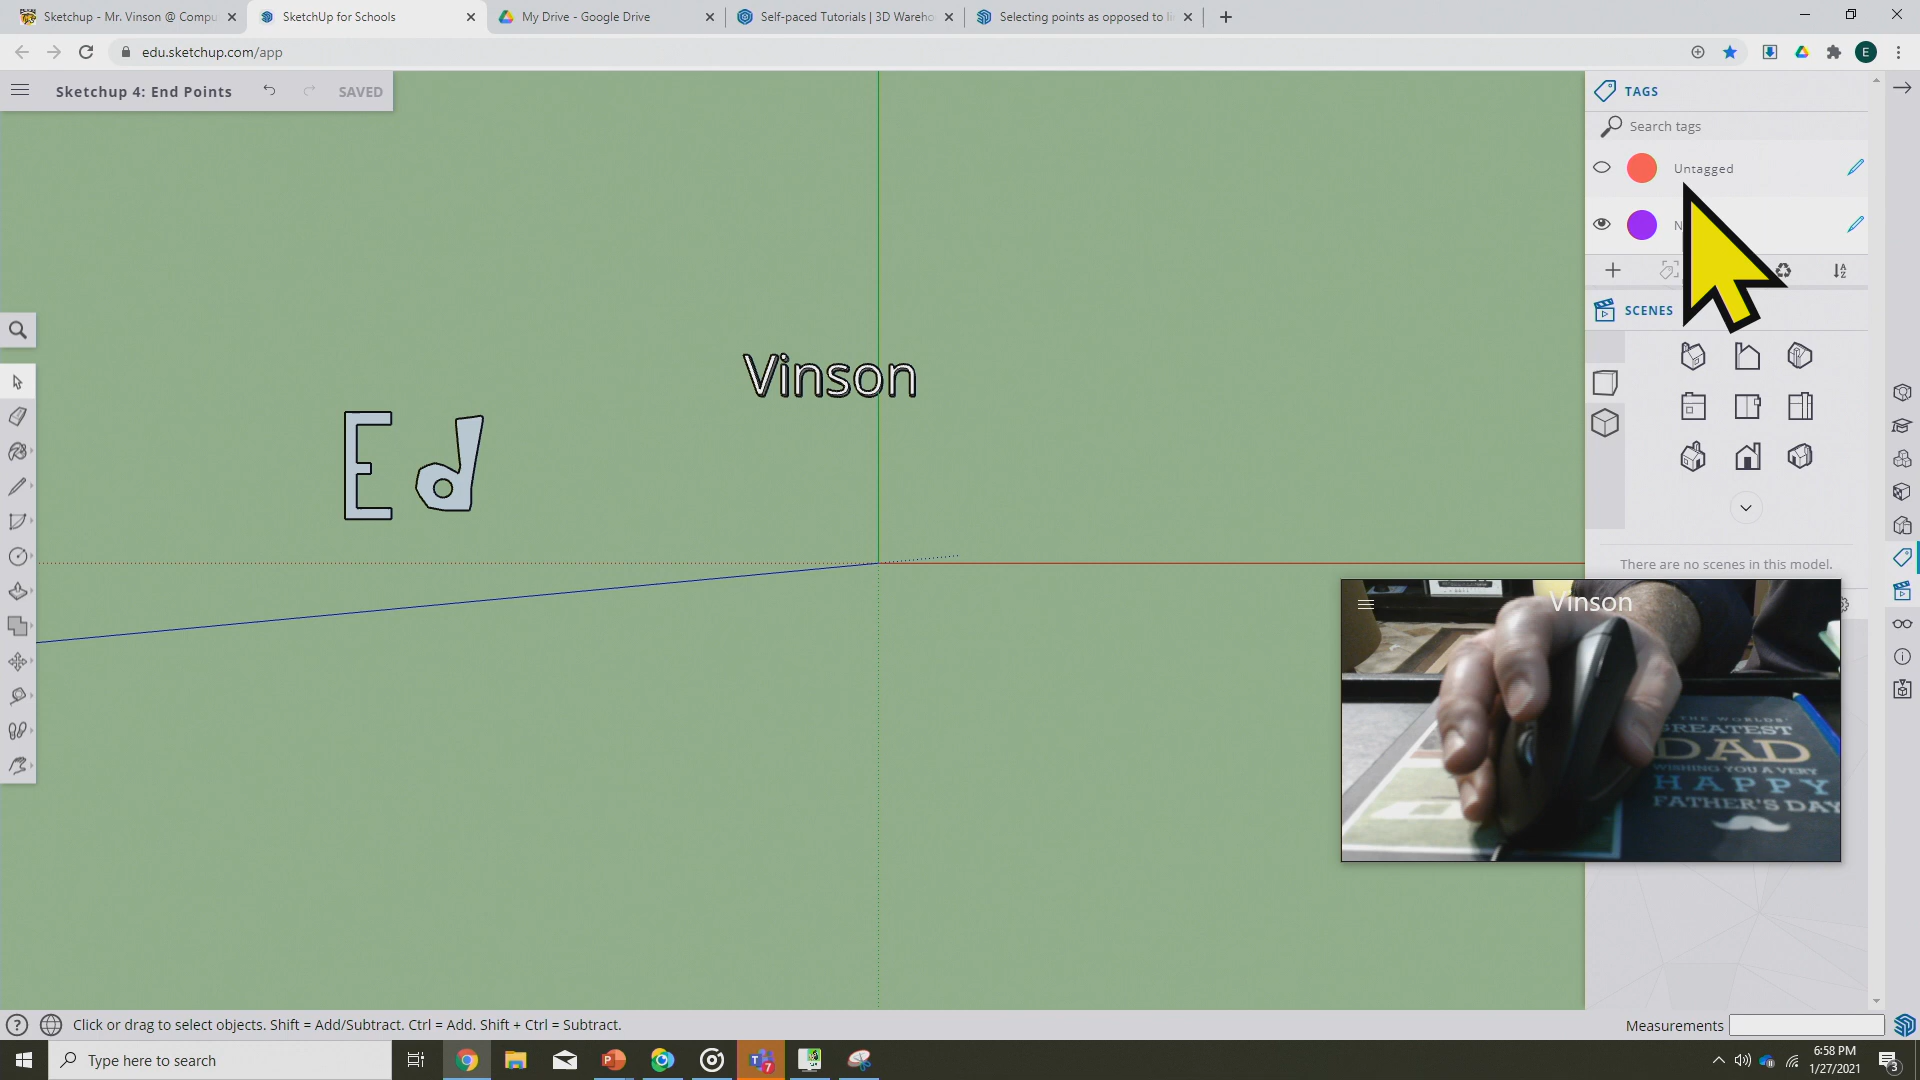 Sketchup - Mr. Vinson @ Compu
SketchUp for Schools
My Drive - Google Drive
Self-paced Tutorials | 3D Wareho
Selecting points as opposed to li
edu.sketchup.com/app
E
Sketchup 4: End Points
SAVED
TAGS
Search tags
Untagged
N
SCENES
Vinson
Ed
There are no scenes in this model.
Vinson
GREATEST
DAD
WISHING YOU A VERY
HAPPY
FATHER'S DAY
Click or drag to select objects. Shift = Add/Subtract. Ctrl = Add. Shift + Ctrl = Subtract.
Measurements
Type here to search
7
6:58 PM
1/27/2021
3